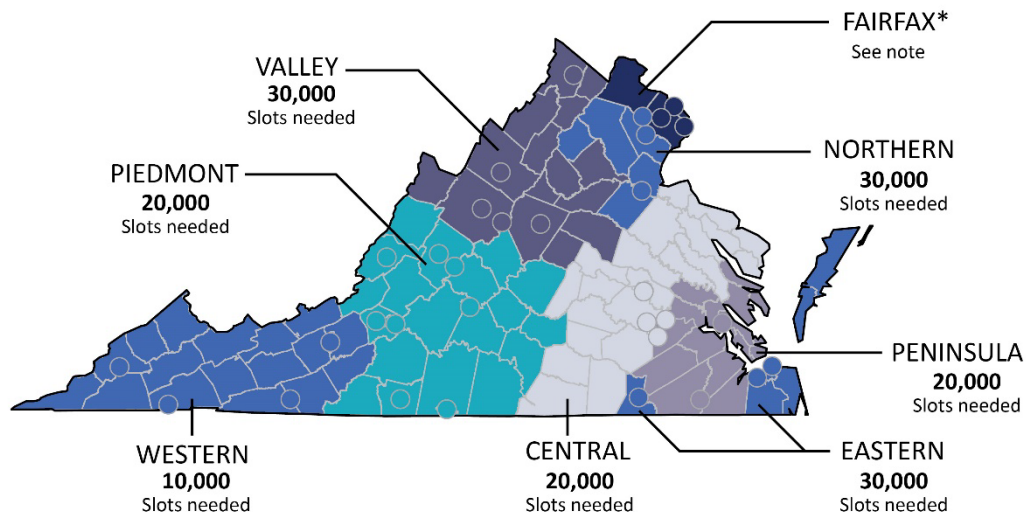 FAIRFAX*
See note
VALLEY
30,000
Slots needed
NORTHERN
30,000
Slots needed
PIEDMONT
20,000
Slots needed
PENINSULA
20,000
Slots needed
WESTERN
10,000
Slots needed
CENTRAL
20,000
Slots needed
EASTERN
30,000
Slots needed